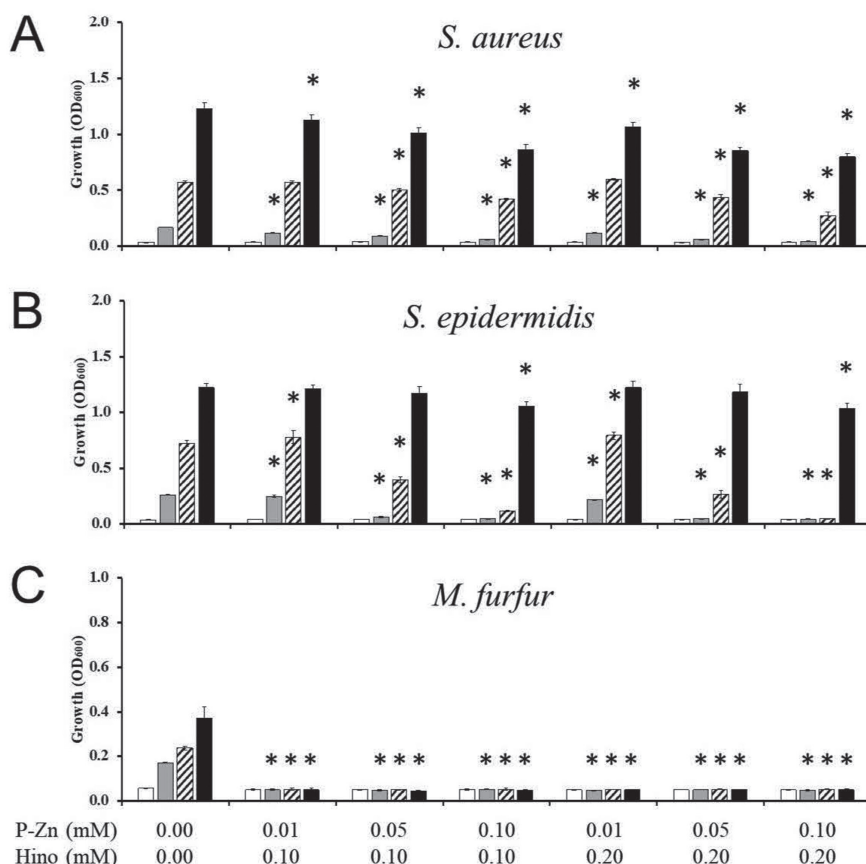 A
S. aureus
2.0
1.5
1.0
0.5
0.0
Growth (OD600)
*
* *
* * *
* * *
* *
* * *
* * *
B
S. epidermidis
2.0
1.5
1.0
0.5
0.0
Growth (OD600)
* *
* *
* * *
* *
* *
* * *
C
M. furfur
1.0
0.8
0.6
0.4
0.2
0.0
Growth (OD600)
* * * * * * * * * * * * * * * * * *
P-Zn (mM) 0.00 0.01 0.05 0.10 0.01 0.05 0.10
Hino (mM) 0.00 0.10 0.10 0.10 0.20 0.20 0.20